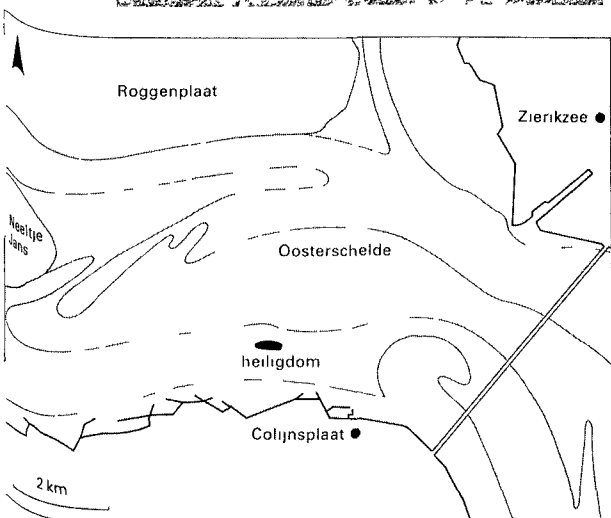 Roggenplaat
Zierikzee
Neeltje
Jans
Oosterschelde
heiligdom
Colijnsplaat
2 km